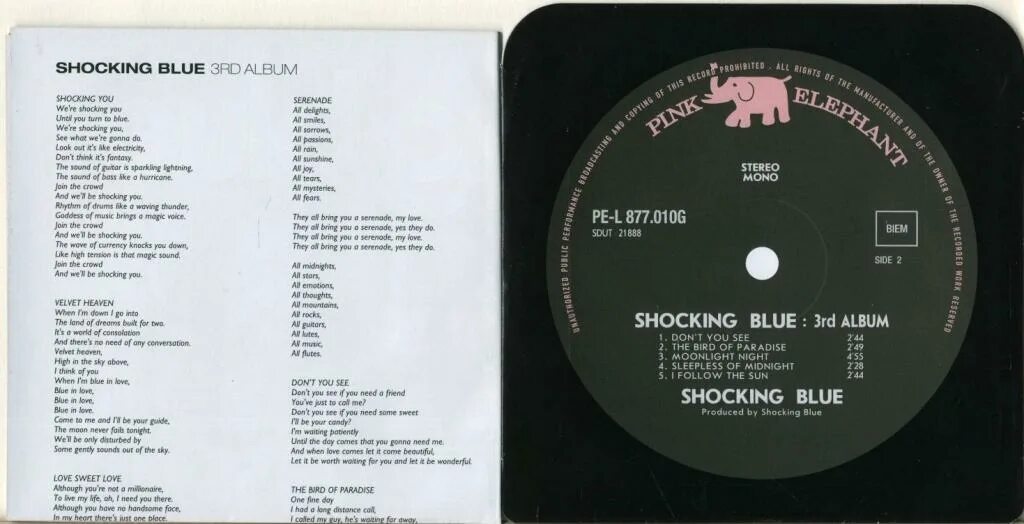 SHOCKING BLUE 3RD ALBUM
SHOCKING YOU
We're shocking you
Until you turn to blue.
We're shocking you,
See what we're gonna do.
Look out it's like electricity,
Don't think it's fantasy.
The sound of guitar is sparkling lightning,
The sound of bass like a hurricane.
Join the crowd
And we'll be shocking you.
Rhythm of drums like a waving thunder,
Goddess of music brings a magic voice.
Join the crowd
And we'll be shocking you.
The wave of currency knocks you down,
Like high tension is that magic sound.
Join the crowd
And we'll be shocking you.
VELVET HEAVEN
When I'm down I go into
The land of dreams built for two.
It's a world of consolation
And there's no need of any conversation.
Velvet heaven,
High in the sky above,
I think of you
When I'm blue in love,
Blue in love,
Blue in love,
Blue in love.
Come to me and I'll be your guide,
The moon never fails tonight.
We'll be only disturbed by
Some gently sounds out of the sky.
LOVE SWEET LOVE
Although you're not a millionaire,
To live my life, oh, I need you there.
Although you have no handsome face,
In my heart there's just one place.
SERENADE
All delights,
All smiles,
All sorrows,
All passions,
All rain,
All sunshine,
All joy,
All tears,
All mysteries,
All fears.
They all bring you a serenade, my love.
They all bring you a serenade, yes they do.
They all bring you a serenade, my love.
They all bring you a serenade, yes they do.
All midnights,
All stars,
All emotions,
All thoughts,
All mountains,
All rocks,
All guitars,
All lutes,
All music,
All flutes.
DON'T YOU SEE
Don't you see if you need a friend
You've just to call me?
Don't you see if you need some sweet
I'll be your candy?
I'm waiting patiently
Until the day comes that you gonna need me.
And when love comes let it come beautiful,
Let it be worth waiting for you and let it be wonderful.
THE BIRD OF PARADISE
One fine day
I had a long distance call,
I called my guy, he's waiting far away,
UNAUTHORIZED PUBLIC PERFORMANCE BROADCASTING AND COPYING OF THIS RECORD PROHIBITED . ALL RIGHTS OF THE MANUFACTURER AND OF THE OWNER OF THE RECORDED WORK RESERVED
PINK ELEPHANT
STEREO
MONO
PE-L 877.010G
SDUT 21888
BIEM
SIDE 2
SHOCKING BLUE : 3rd ALBUM
1. DON'T YOU SEE 2'44
2. THE BIRD OF PARADISE 2'49
3. MOONLIGHT NIGHT 4'55
4. SLEEPLESS OF MIDNIGHT 2'28
5. I FOLLOW THE SUN 2'44
SHOCKING BLUE
Produced by Shocking Blue